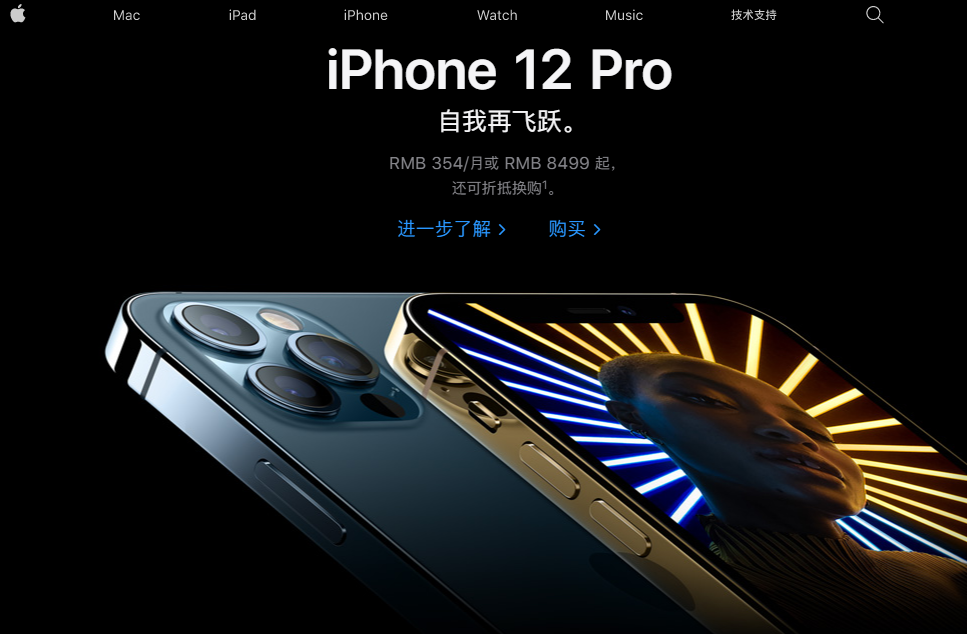 Mac iPad iPhone Watch Music 技术支持
iPhone 12 Pro
自我再飞跃。
RMB 354/月或 RMB 8499 起，
还可折抵换购¹。
进一步了解 > 购买 >